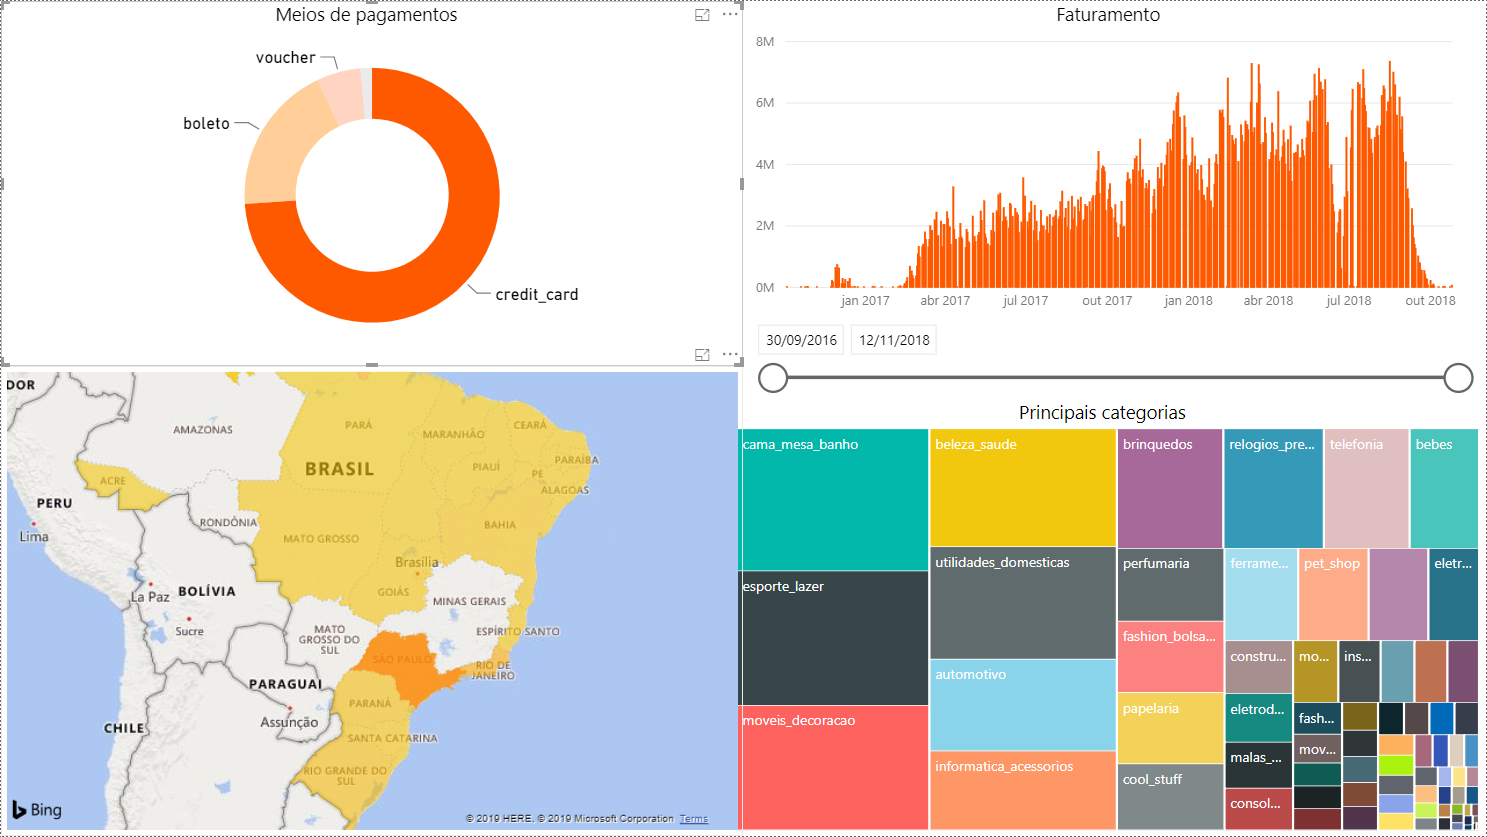 Meios de pagamentos
voucher
boleto
credit_card
Faturamento
8M
6M
4M
2M
0M
jan 2017
abr 2017
jul 2017
out 2017
jan 2018
abr 2018
jul 2018
out 2018
30/09/2016
12/11/2018
DOR
AMAZONAS
PARÁ
MARANHÃO
CEARÁ
BRASIL
PIAUÍ
PARAÍBA
PE
ACRE
ALAGOAS
PERU
RONDÔNIA
BAHIA
Lima
MATO GROSSO
Brasília
La Paz
BOLÍVIA
GOIÁS
MINAS GERAIS
Sucre
MATO
GROSSO DO
SUL
ESPÍRITO SANTO
SÃO PAULO
RIO DE
JANEIRO
PARAGUAI
PARANÁ
Assunção
CHILE
SANTA CATARINA
RIO GRANDE DO
SUL
Bing
© 2019 HERE, © 2019 Microsoft Corporation Terms
Principais categorias
cama_mesa_banho
esporte_lazer
moveis_decoracao
beleza_saude
utilidades_domesticas
automotivo
informatica_acessorios
brinquedos
perfumaria
fashion_bolsa...
papelaria
cool_stuff
relogios_pre...
telefonia
bebes
ferrame...
pet_shop
eletr...
constru...
mo...
ins...
eletrod...
fash...
malas_...
mov...
consol...